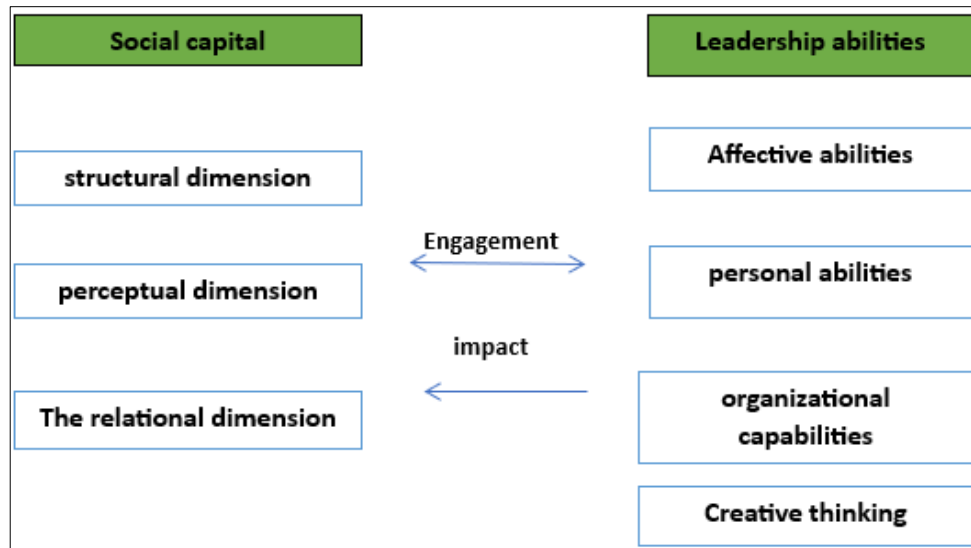 Social capital
Leadership abilities
structural dimension
Affective abilities
Engagement
perceptual dimension
personal abilities
impact
The relational dimension
organizational
capabilities
Creative thinking